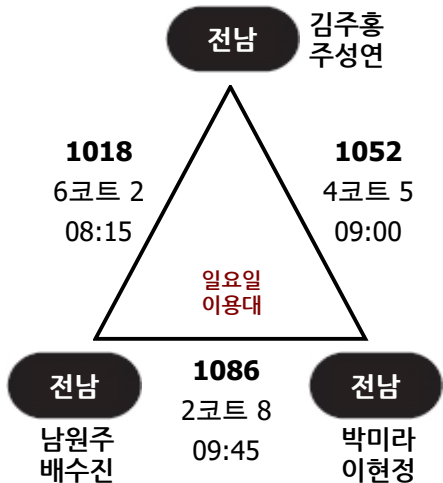 전남
김주홍
주성연
1018
6코트 2
08:15
1052
4코트 5
09:00
일요일
이용대
전남
남원주
배수진
1086
2코트 8
09:45
전남
박미라
이현정